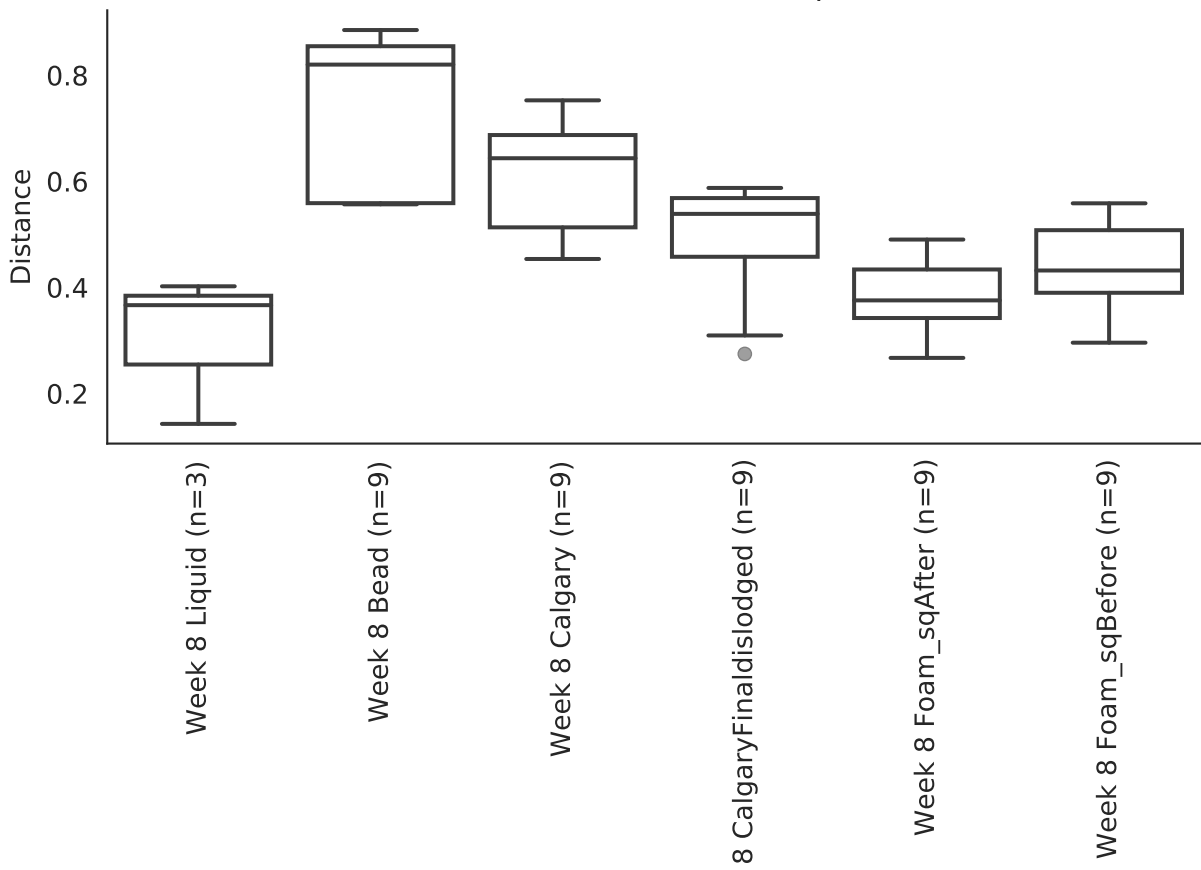 Distance
0.8
0.6
0.4
0.2
Week 8 Liquid (n=3)
Week 8 Bead (n=9)
Week 8 Calgary (n=9)
8 CalgaryFinaldislodged (n=9)
Week 8 Foam_sqAfter (n=9)
Week 8 Foam_sqBefore (n=9)